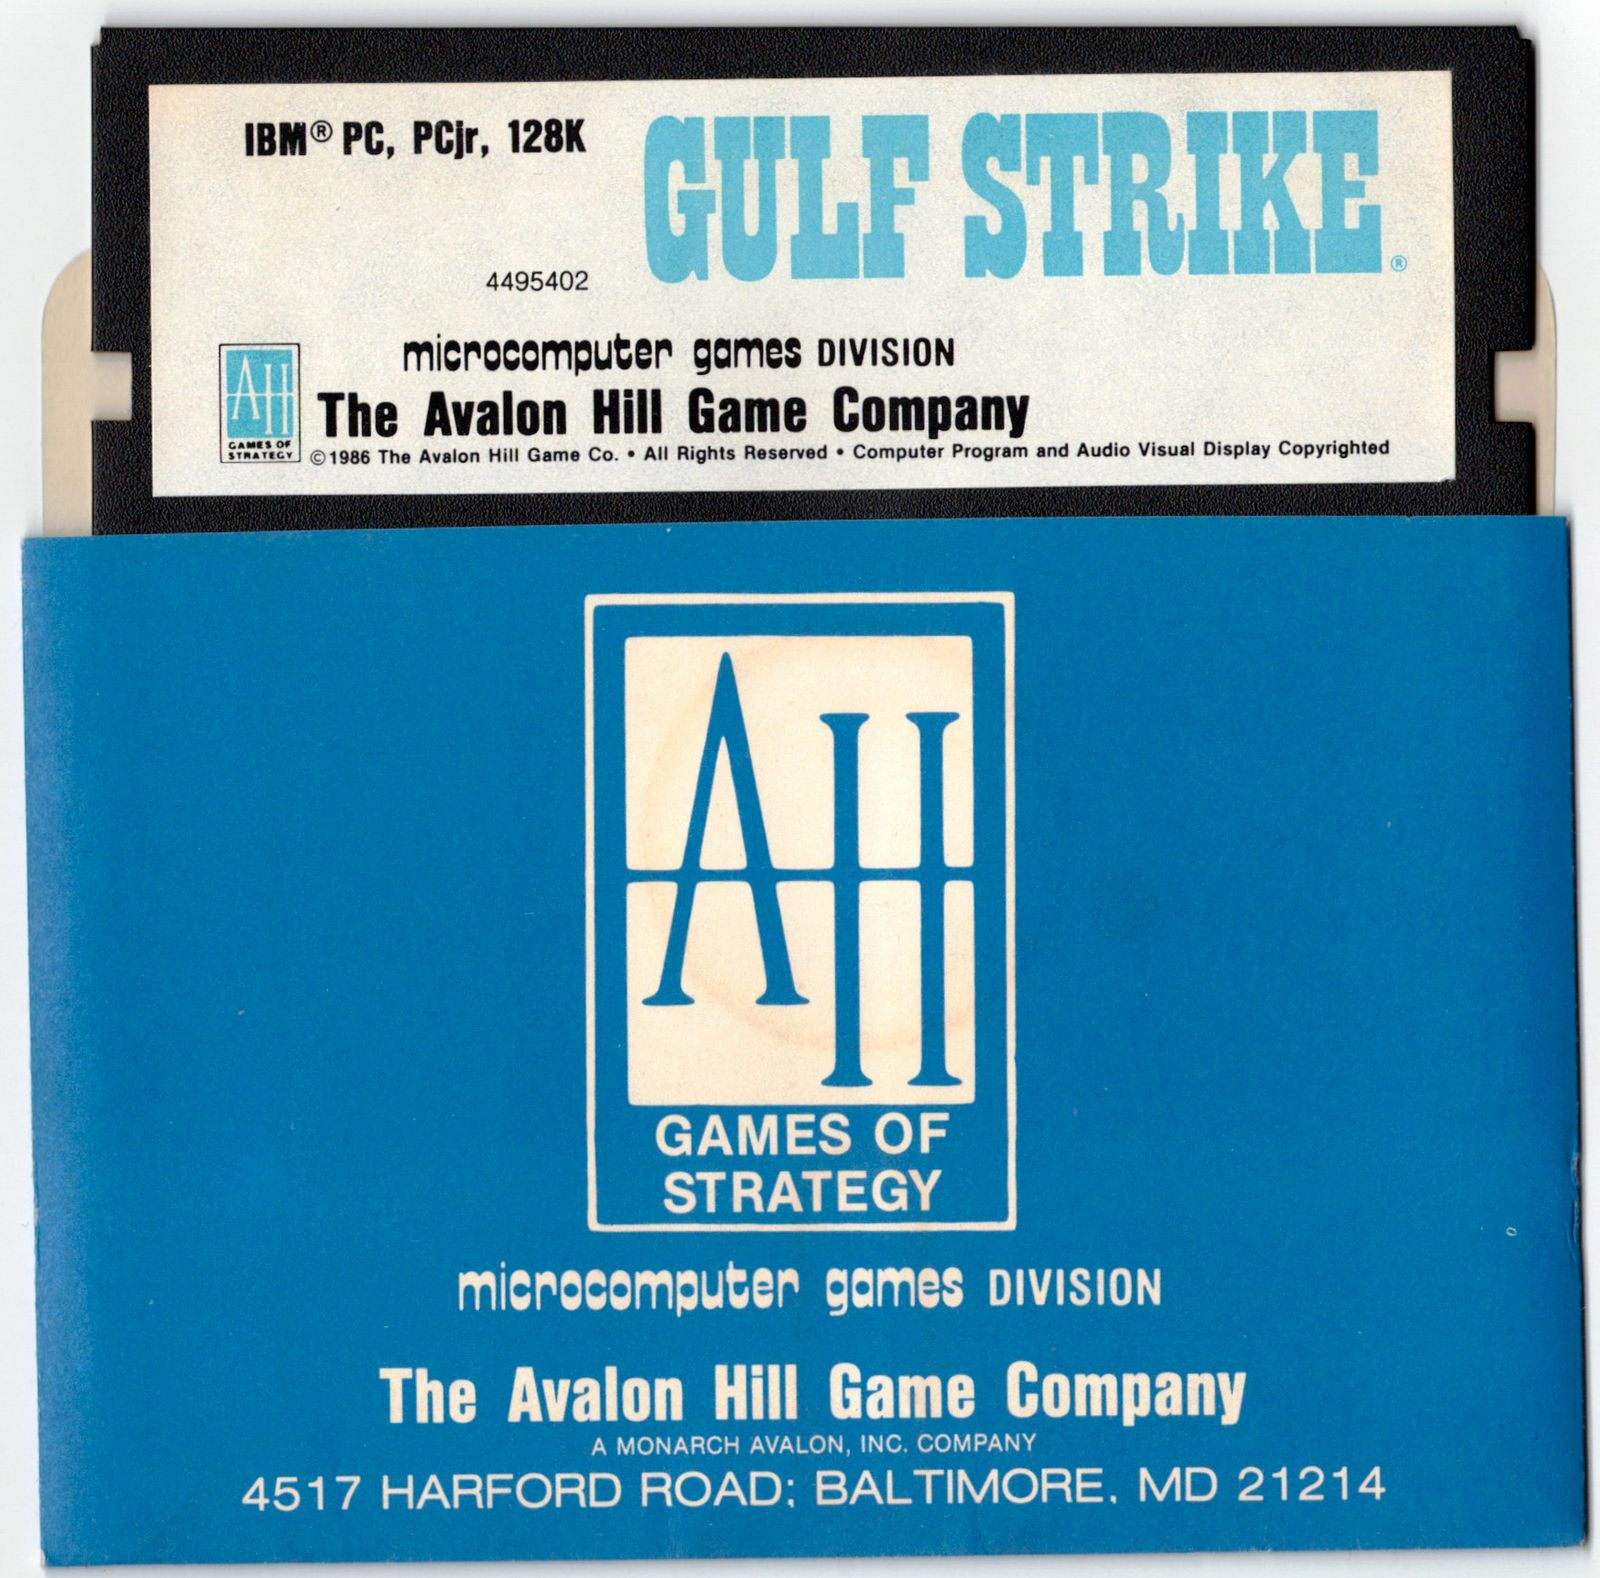 IBM® PC, PCjr, 128K
GULF STRIKE®
4495402
microcomputer games DIVISION
AH
GAMES OF
STRATEGY
The Avalon Hill Game Company
©1986 The Avalon Hill Game Co. • All Rights Reserved • Computer Program and Audio Visual Display Copyrighted
AH
GAMES OF
STRATEGY
microcomputer games DIVISION
The Avalon Hill Game Company
A MONARCH AVALON, INC. COMPANY
4517 HARFORD ROAD; BALTIMORE, MD 21214